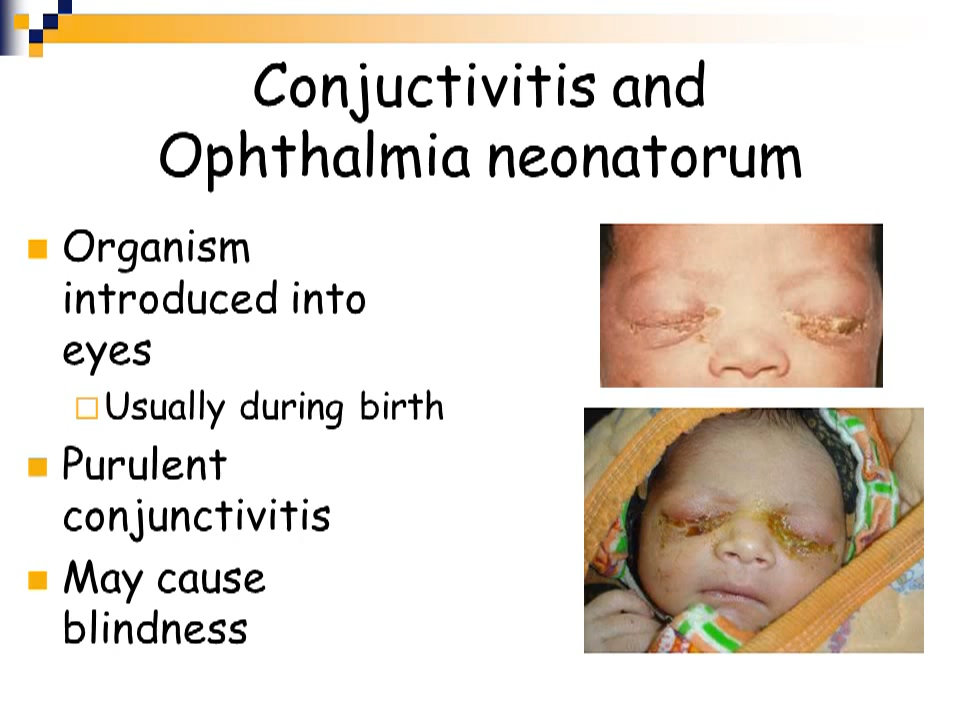 Conjuctivitis and
Ophthalmia neonatorum
Organism
introduced into
eyes
Usually during birth
Purulent
conjunctivitis
May cause
blindness